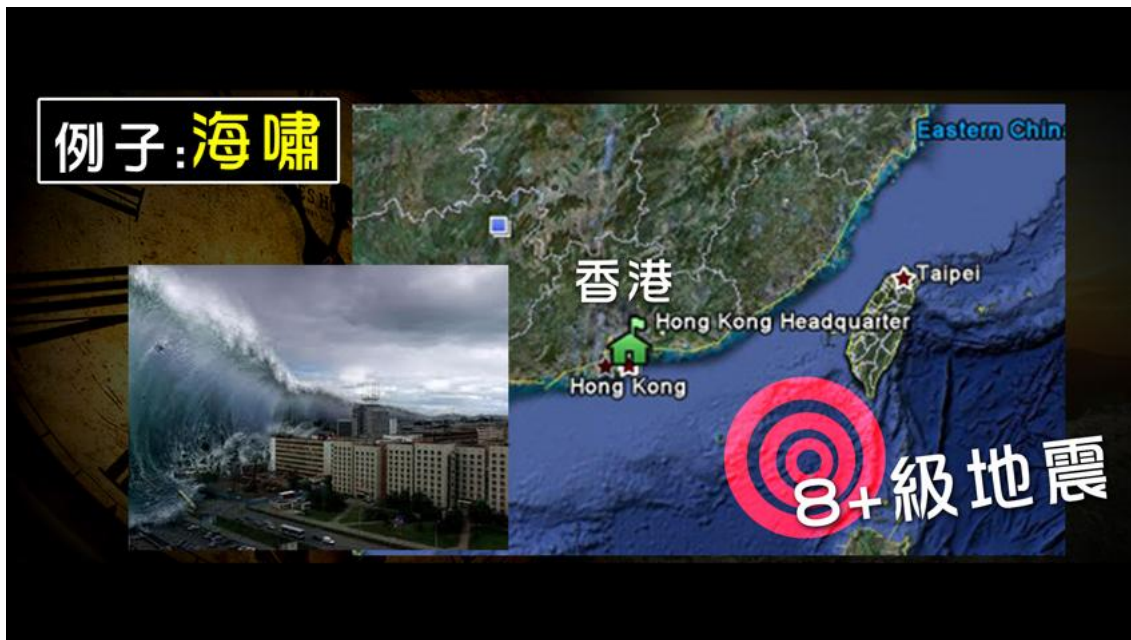 例子:海嘯
Eastern Chin
Taipei
香港
Hong Kong Headquarter
Hong Kong
8+級地震